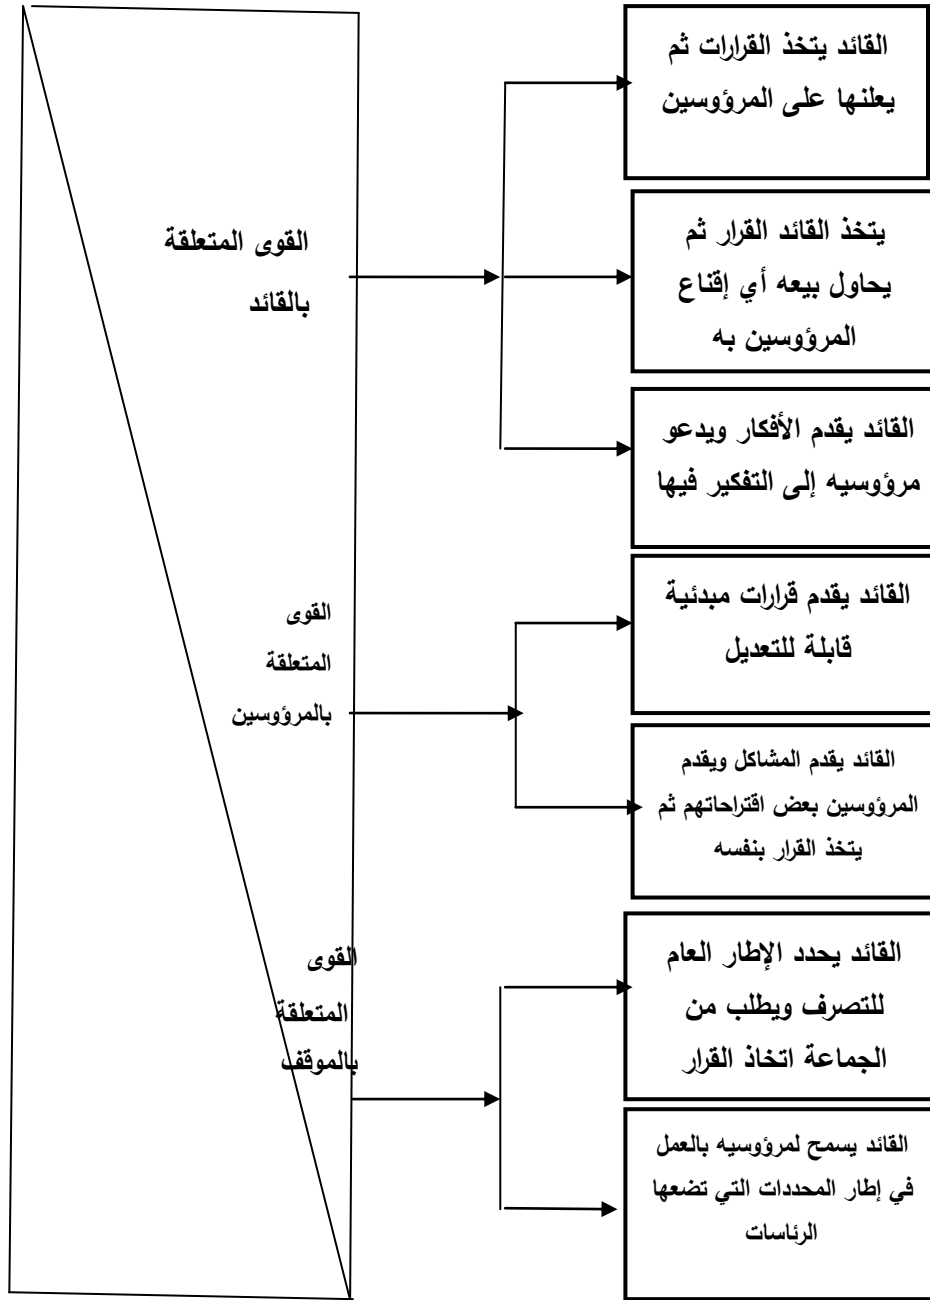 القائد يتخذ القرارات ثم
يعلنها على المرؤوسين
يتخذ القائد القرار ثم
يحاول بيعه أي إقناع
المرؤوسين به
القائد يقدم الأفكار ويدعو
مرؤوسيه إلى التفكير فيها
القوى المتعلقة
بالقائد
القائد يقدم قرارات مبدئية
قابلة للتعديل
القائد يقدم المشاكل ويقدم
المرؤوسين بعض اقتراحاتهم ثم
يتخذ القرار بنفسه
القوى
المتعلقة
بالمرؤوسين
القائد يحدد الإطار العام
للتصرف ويطلب من
الجماعة اتخاذ القرار
القائد يسمح لمرؤوسيه بالعمل
في إطار المحددات التي تضعها
الرئاسات
القوى
المتعلقة
بالموقف